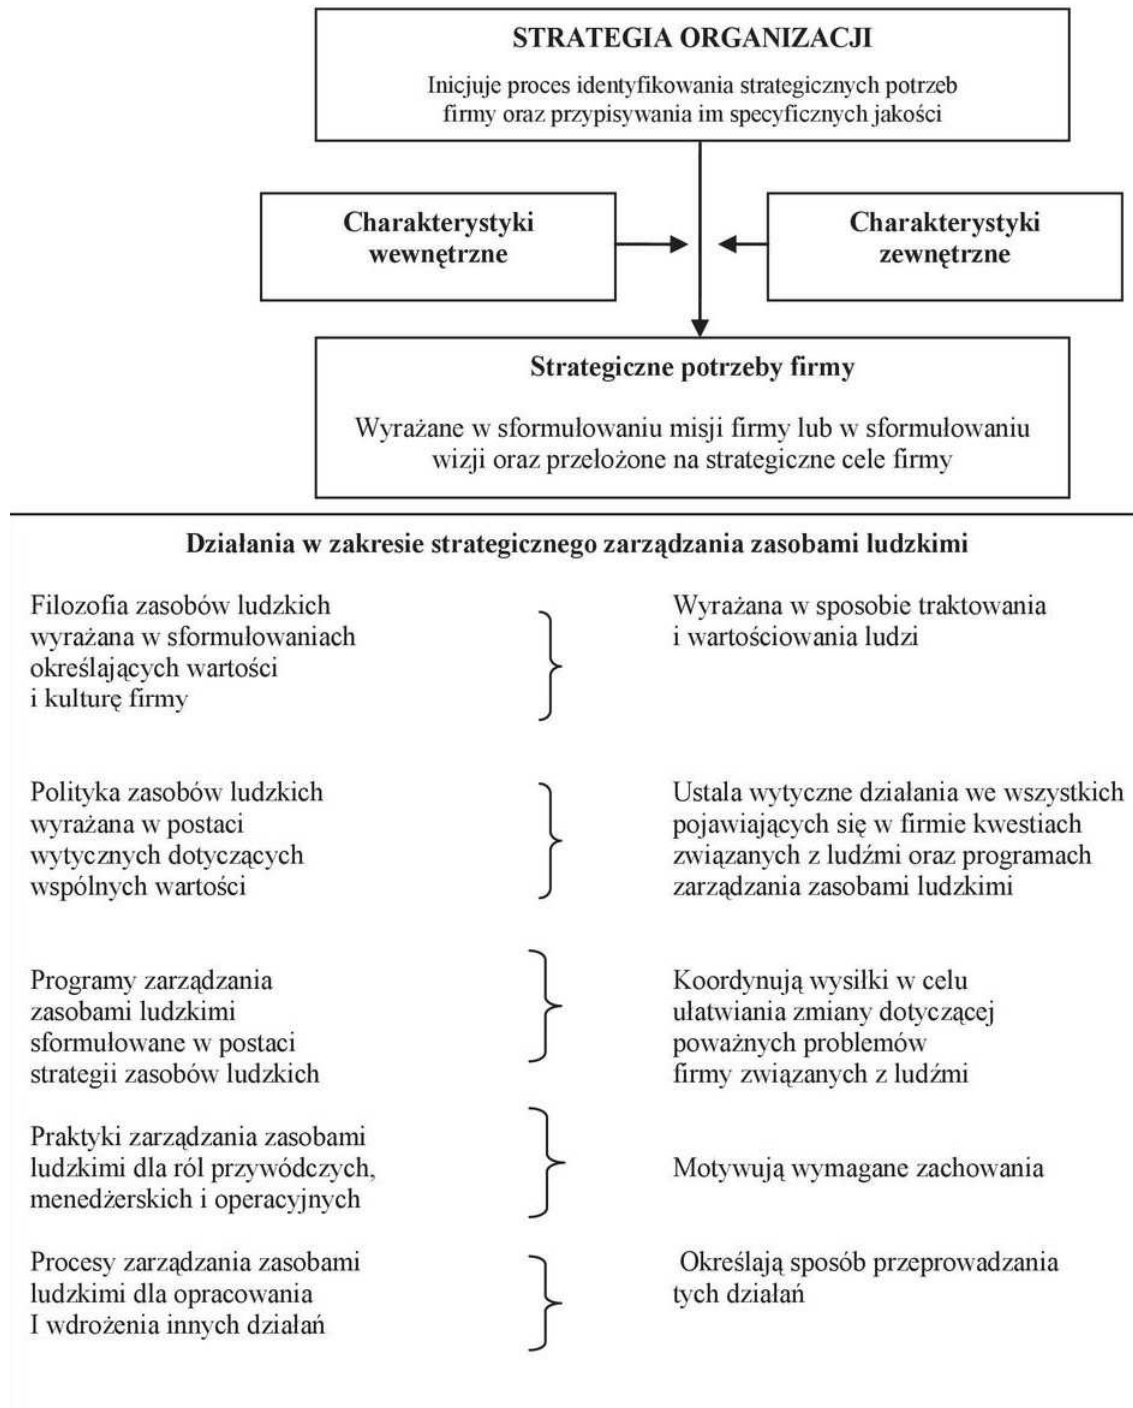 STRATEGIA ORGANIZACJI
Inicjuje proces identyfikowania strategicznych potrzeb
firmy oraz przypisywania im specyficznych jakości
Charakterystyki
wewnętrzne
Charakterystyki
zewnętrzne
Strategiczne potrzeby firmy
Wyrażane w sformułowaniu misji firmy lub w sformułowaniu
wizji oraz przełożone na strategiczne cele firmy
Działania w zakresie strategicznego zarządzania zasobami ludzkimi
Filozofia zasobów ludzkich
wyrażana w sformułowaniach
określających wartości
i kulturę firmy
Wyrażana w sposobie traktowania
i wartościowania ludzi
Polityka zasobów ludzkich
wyrażana w postaci
wytycznych dotyczących
wspólnych wartości
Ustala wytyczne działania we wszystkich
pojawiających się w firmie kwestiach
związanych z ludźmi oraz programach
zarządzania zasobami ludzkimi
Programy zarządzania
zasobami ludzkimi
sformułowane w postaci
strategii zasobów ludzkich
Koordynują wysiłki w celu
ułatwiania zmiany dotyczącej
poważnych problemów
firmy związanych z ludźmi
Praktyki zarządzania zasobami
ludzkimi dla ról przywódczych,
menedżerskich i operacyjnych
Motywują wymagane zachowania
Procesy zarządzania zasobami
ludzkimi dla opracowania
I wdrożenia innych działań
Określają sposób przeprowadzania
tych działań